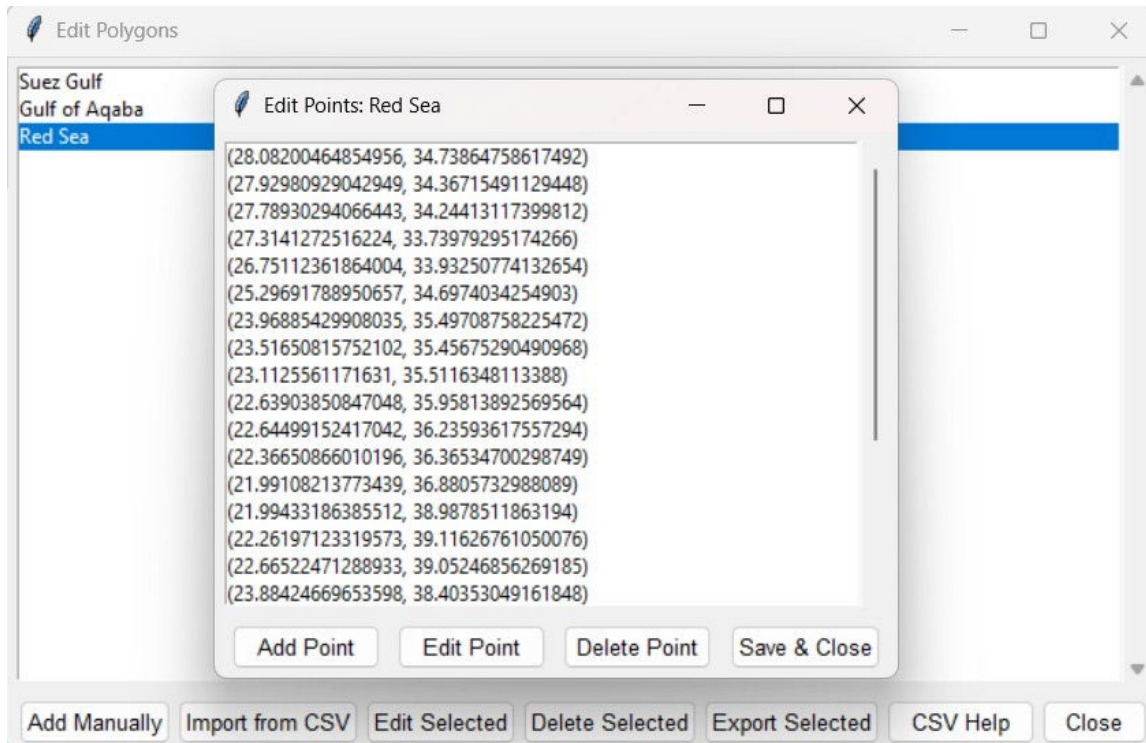 Edit Polygons
Suez Gulf
Gulf of Aqaba
Red Sea
Edit Points: Red Sea
(28.08200464854956, 34.73864758617492)
(27.92980929042949, 34.36715491129448)
(27.78930294066443, 34.24413117399812)
(27.3141272516224, 33.73979295174266)
(26.75112361864004, 33.93250774132654)
(25.29691788950657, 34.6974034254903)
(23.96885429908035, 35.49708758225472)
(23.51650815752102, 35.45675290490968)
(23.1125561171631, 35.5116348113388)
(22.63903850847048, 35.95813892569564)
(22.64499152417042, 36.23593617557294)
(22.36650866010196, 36.36534700298749)
(21.99108213773439, 36.8805732988089)
(21.99433186385512, 38.9878511863194)
(22.26197123319573, 39.11626761050076)
(22.66522471288933, 39.05246856269185)
(23.88424669653598, 38.40353049161848)
Add Point Edit Point Delete Point Save & Close
Add Manually Import from CSV Edit Selected Delete Selected Export Selected CSV Help Close